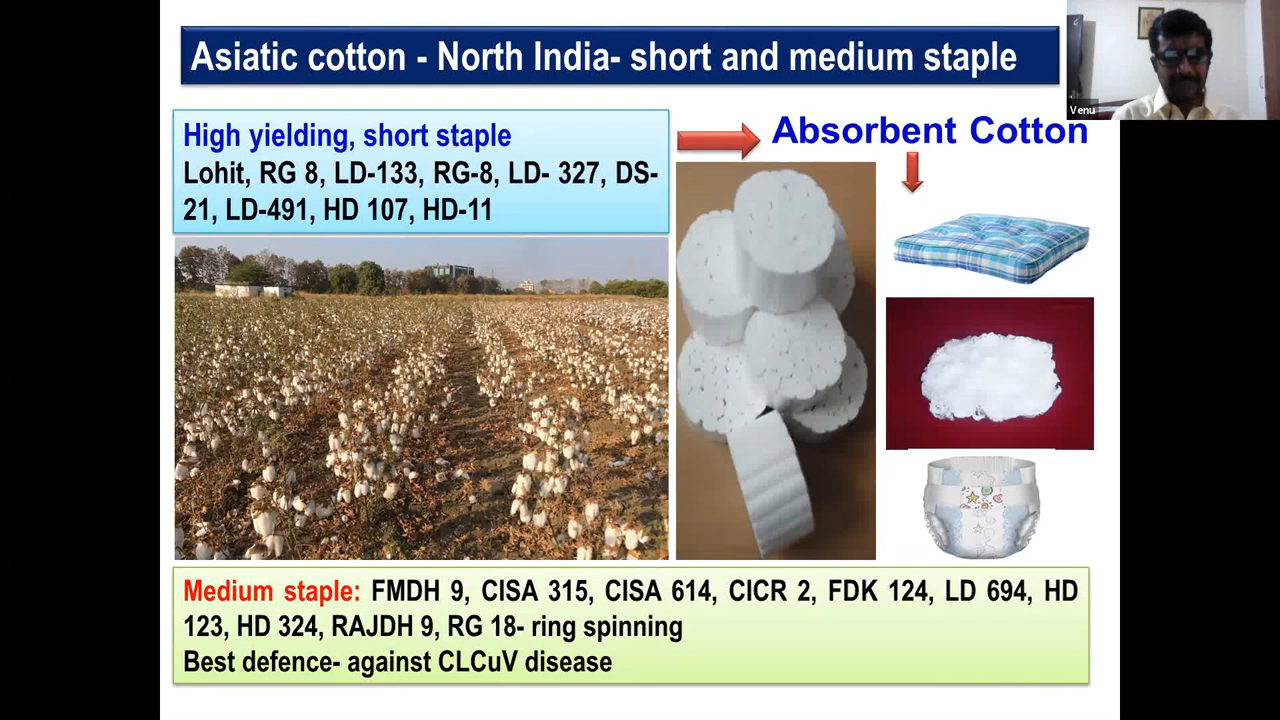 Asiatic cotton - North India- short and medium staple
Venu
High yielding, short staple
Lohit, RG 8, LD-133, RG-8, LD- 327, DS-
21, LD-491, HD 107, HD-11
Absorbent Cotton
Medium staple: FMDH 9, CISA 315, CISA 614, CICR 2, FDK 124, LD 694, HD
123, HD 324, RAJDH 9, RG 18- ring spinning
Best defence- against CLCuV disease